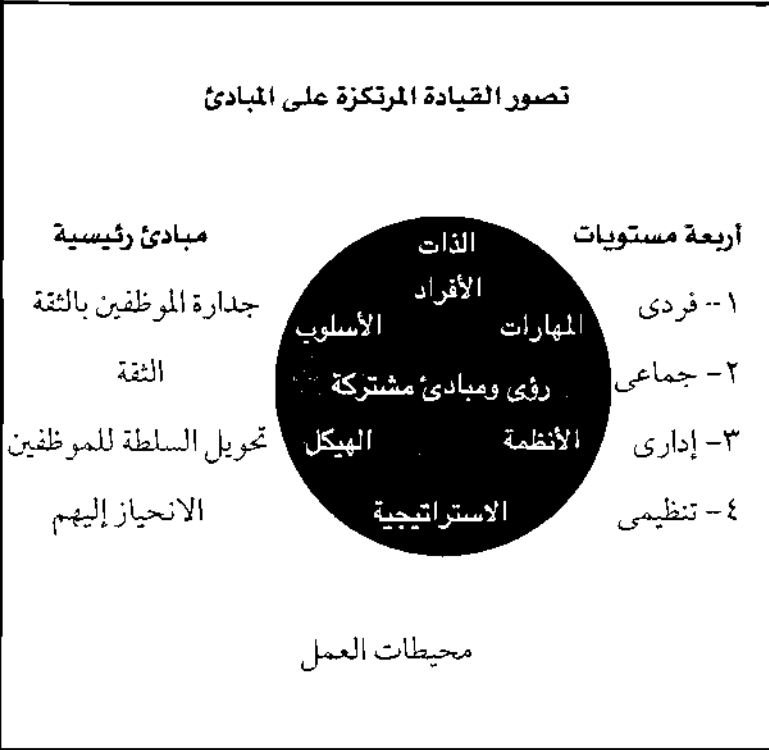 تصور القيادة المرتكزة على المبادئ
أربعة مستويات
١- فردى
٢- جماعى
٣- إدارى
٤- تنظيمى
الذات
الأفراد
المهارات الأسلوب
رؤى ومبادئ مشتركة
الأنظمة الهيكل
الاستراتيجية
مبادئ رئيسية
جدارة الموظفين بالثقة
الثقة
تحويل السلطة للموظفين
الانحياز إليهم
محيطات العمل